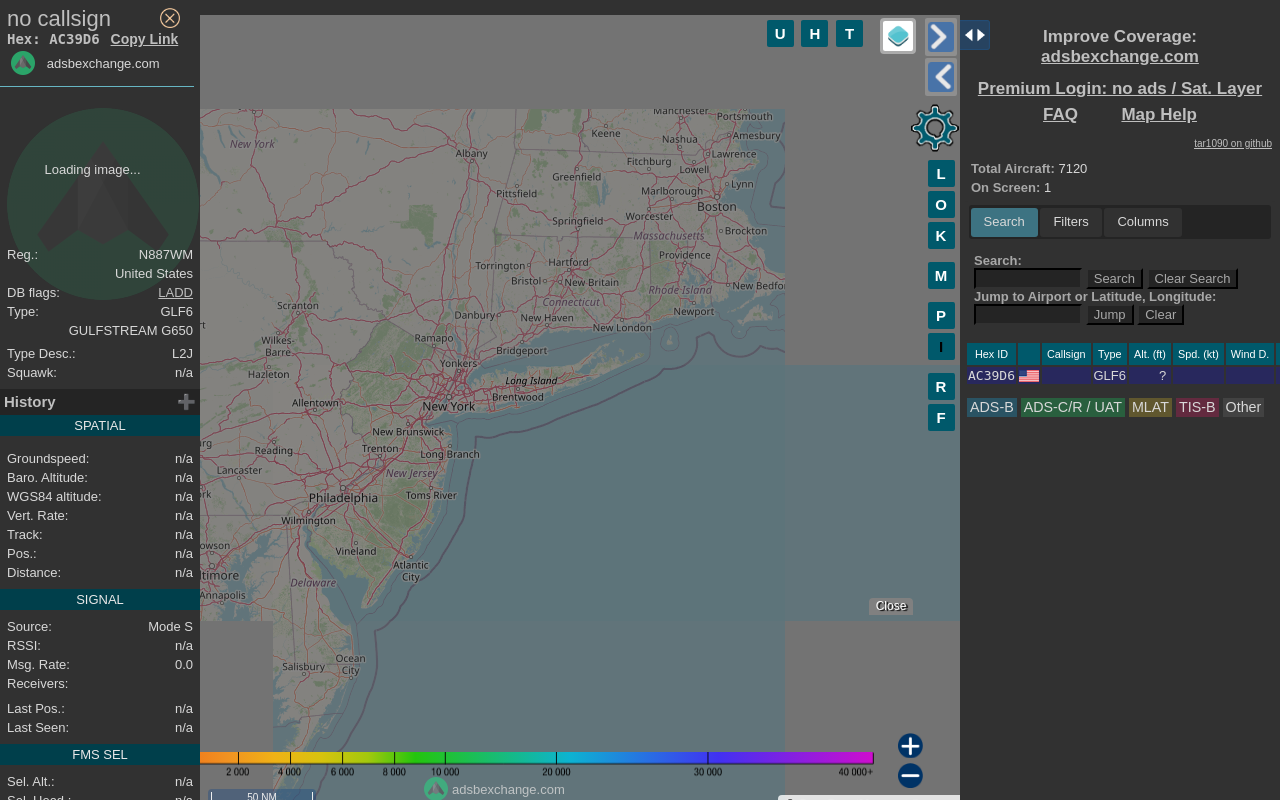 no callsign
Hex: AC39D6 Copy Link
adsbexchange.com
Loading image...
Reg.: N887WM
United States
DB flags: LADD
Type: GLF6
GULFSTREAM G650
Type Desc.: L2J
Squawk: n/a
History
SPATIAL
Groundspeed: n/a
Baro. Altitude: n/a
WGS84 altitude: n/a
Vert. Rate: n/a
Track: n/a
Pos.: n/a
Distance: n/a
SIGNAL
Source: Mode S
RSSI: n/a
Msg. Rate: 0.0
Receivers:
Last Pos.: n/a
Last Seen: n/a
FMS SEL
Sel. Alt.: n/a
Sel. Head.: n/a
U H T
L
O
K
M
P
I
R
F
Manchester
Portsmouth
Keene
Nashua
Amesbury
New York
Albany
Fitchburg
Lawrence
Lowell
Greenfield
Pittsfield
Marlborough
Lynn
Worcester
Boston
Springfield
Massachusetts
Brockton
Providence
Torrington
Hartford
Bristol
New Britain
Rhode Island
New Bedfo
Connecticut
Scranton
Danbury
New Haven
New London
Newport
Wilkes-
Barre
Ramapo
Bridgeport
Yonkers
Hazleton
Long Island
Brentwood
Allentown
New York
New Brunswick
Reading
Trenton
Long Branch
Lancaster
New Jersey
Philadelphia
Toms River
Wilmington
Vineland
Atlantic
City
ltimore
Delaware
Annapolis
Salisbury
Ocean
City
Close
2 000 4 000 6 000 8 000 10 000 20 000 30 000 40 000+
adsbexchange.com
50 NM
Improve Coverage:
adsbexchange.com
Premium Login: no ads / Sat. Layer
FAQ Map Help
tar1090 on github
Total Aircraft: 7120
On Screen: 1
Search Filters Columns
Search:
Search Clear Search
Jump to Airport or Latitude, Longitude:
Jump Clear
Hex ID Callsign Type Alt. (ft) Spd. (kt) Wind D.
AC39D6 GLF6 ?
ADS-B ADS-C/R / UAT MLAT TIS-B Other